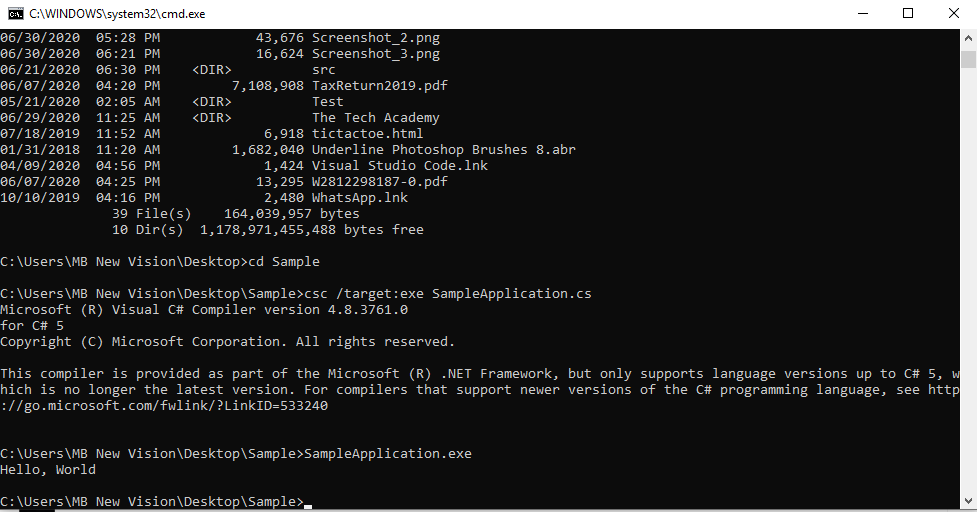 C:\WINDOWS\system32\cmd.exe
06/30/2020  05:28 PM            43,676 Screenshot_2.png
06/30/2020  06:21 PM            16,624 Screenshot_3.png
06/21/2020  06:30 PM    <DIR>          src
06/07/2020  04:20 PM         7,108,908 TaxReturn2019.pdf
05/21/2020  02:05 AM    <DIR>          Test
06/29/2020  11:25 AM    <DIR>          The Tech Academy
07/18/2019  11:52 AM             6,918 tictactoe.html
01/31/2018  11:20 AM         1,682,040 Underline Photoshop Brushes 8.abr
04/09/2020  04:56 PM             1,424 Visual Studio Code.lnk
06/07/2020  04:25 PM            13,295 W2812298187-0.pdf
10/10/2019  04:16 PM             2,480 WhatsApp.lnk
              39 File(s)    164,039,957 bytes
              10 Dir(s)  1,178,971,455,488 bytes free
C:\Users\MB New Vision\Desktop>cd Sample
C:\Users\MB New Vision\Desktop\Sample>csc /target:exe SampleApplication.cs
Microsoft (R) Visual C# Compiler version 4.8.3761.0
for C# 5
Copyright (C) Microsoft Corporation. All rights reserved.
This compiler is provided as part of the Microsoft (R) .NET Framework, but only supports language versions up to C# 5, w
hich is no longer the latest version. For compilers that support newer versions of the C# programming language, see http
://go.microsoft.com/fwlink/?LinkID=533240
C:\Users\MB New Vision\Desktop\Sample>SampleApplication.exe
Hello, World
C:\Users\MB New Vision\Desktop\Sample>